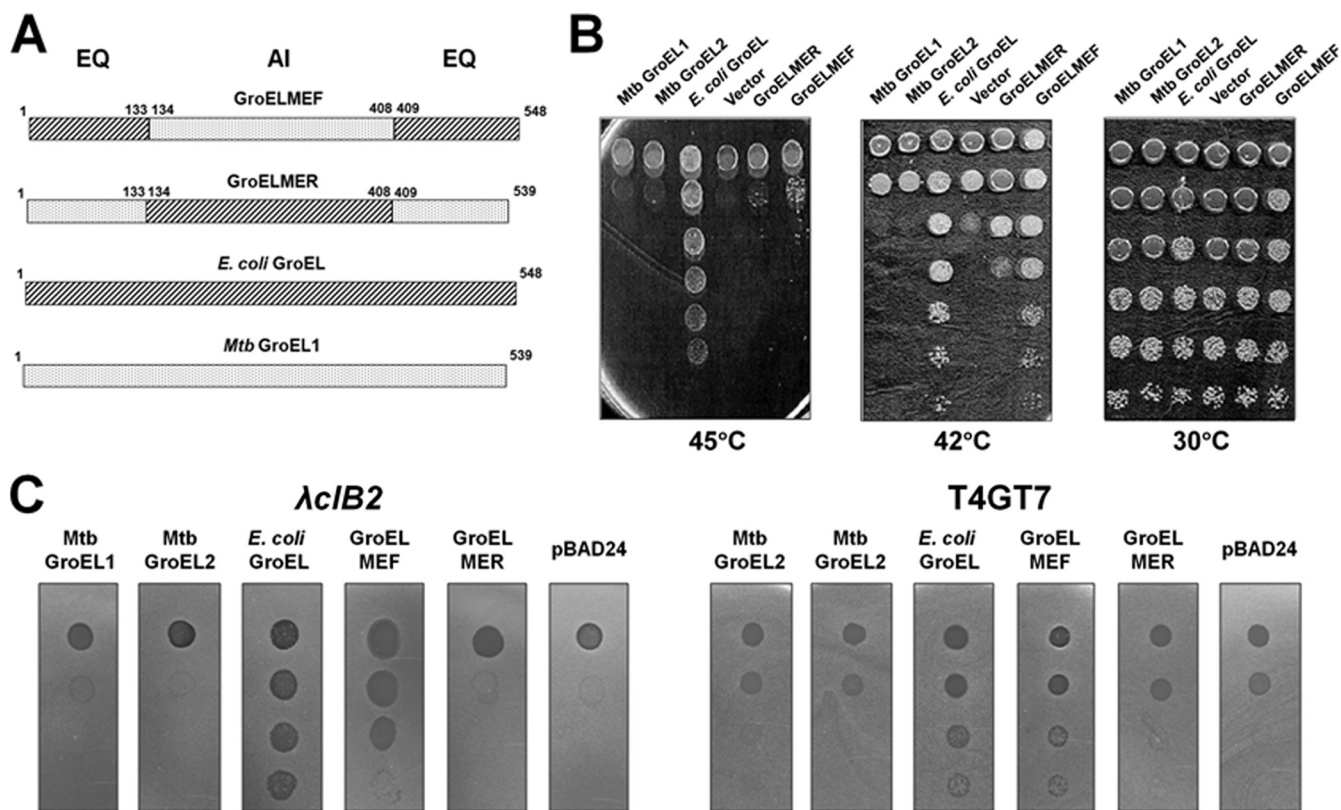 A
EQ AI EQ
GroELMEF
1 133 134 408 409 548
GroELMER
1 133 134 408 409 539
E. coli GroEL
1 548
Mtb GroEL1
1 539
B
Mtb GroEL1 Mtb GroEL2 E. coli GroEL Vector GroELMER GroELMEF
Mtb GroEL1 Mtb GroEL2 E. coli GroEL Vector GroELMER GroELMEF
Mtb GroEL1 Mtb GroEL2 E. coli GroEL Vector GroELMER GroELMEF
45°C 42°C 30°C
C
λcIB2 T4GT7
Mtb Mtb E. coli GroEL GroEL
GroEL1 GroEL2 GroEL MEF MER pBAD24
Mtb Mtb E. coli GroEL GroEL
GroEL2 GroEL2 GroEL MEF MER pBAD24